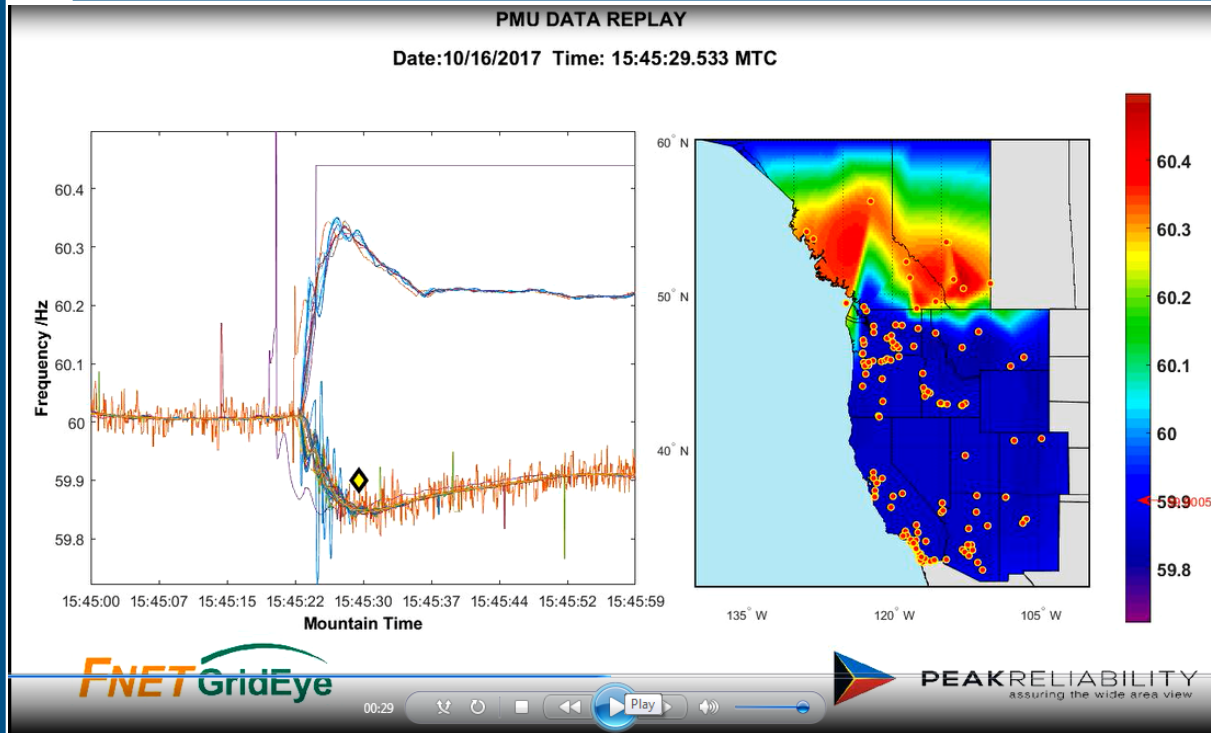 PMU DATA REPLAY
Date:10/16/2017 Time: 15:45:29.533 MTC
Frequency /Hz
60.4
60.3
60.2
60.1
60
59.9
59.8
15:45:00 15:45:07 15:45:15 15:45:22 15:45:30 15:45:37 15:45:44 15:45:52 15:45:59
Mountain Time
60° N
50° N
40° N
135° W 120° W 105° W
60.4
60.3
60.2
60.1
60
59.9
59.8
FNET GridEye
PEAKRELIABILITY
assuring the wide area view
00:29
Play